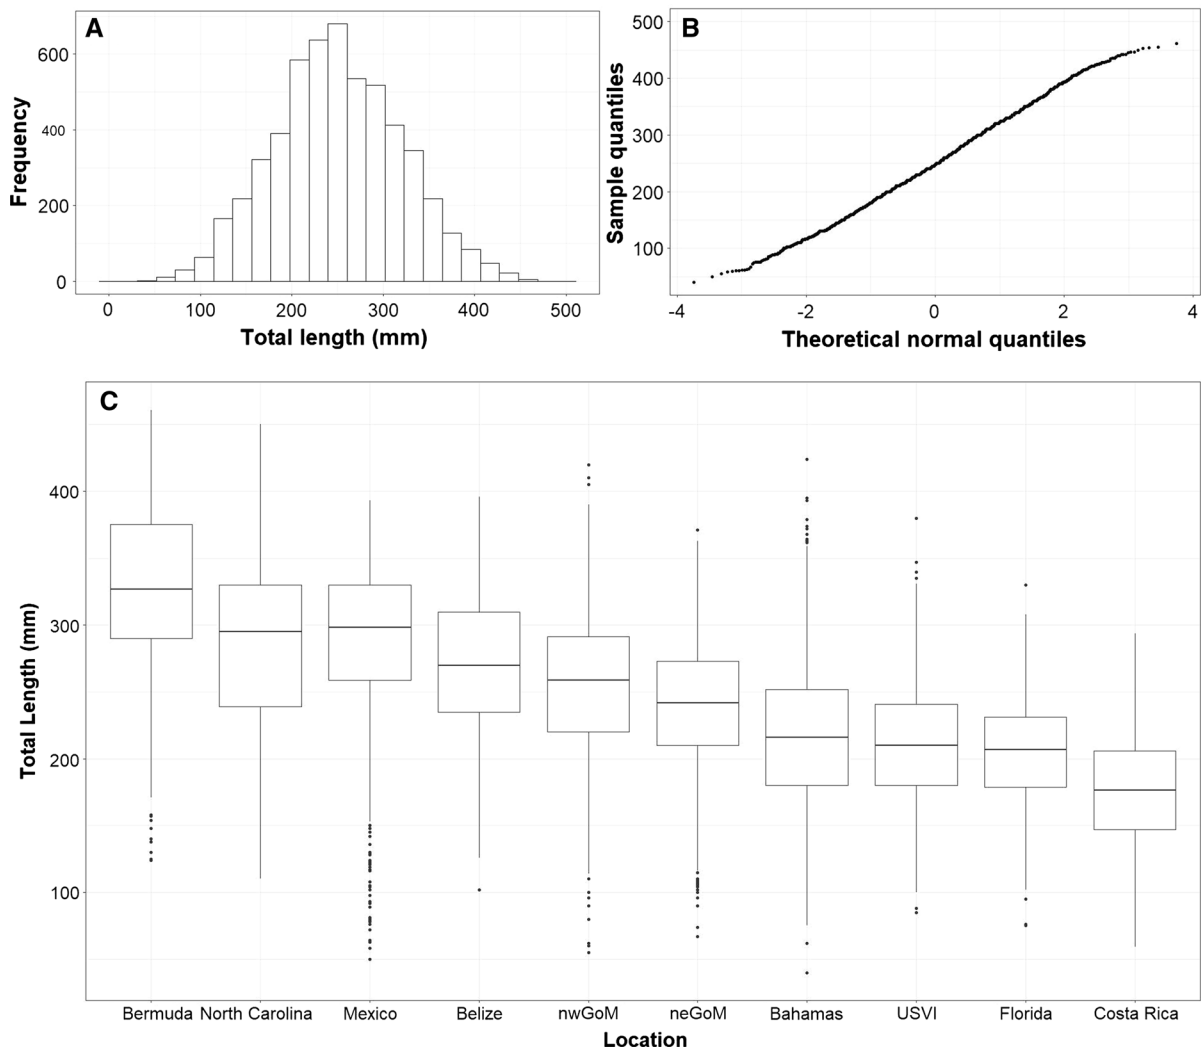 A
Frequency
600
400
200
0
0 100 200 300 400 500
Total length (mm)
B
Sample quantiles
500
400
300
200
100
-4 -2 0 2 4
Theoretical normal quantiles
C
Total Length (mm)
400
300
200
100
Bermuda North Carolina Mexico Belize nwGoM neGoM Bahamas USVI Florida Costa Rica
Location